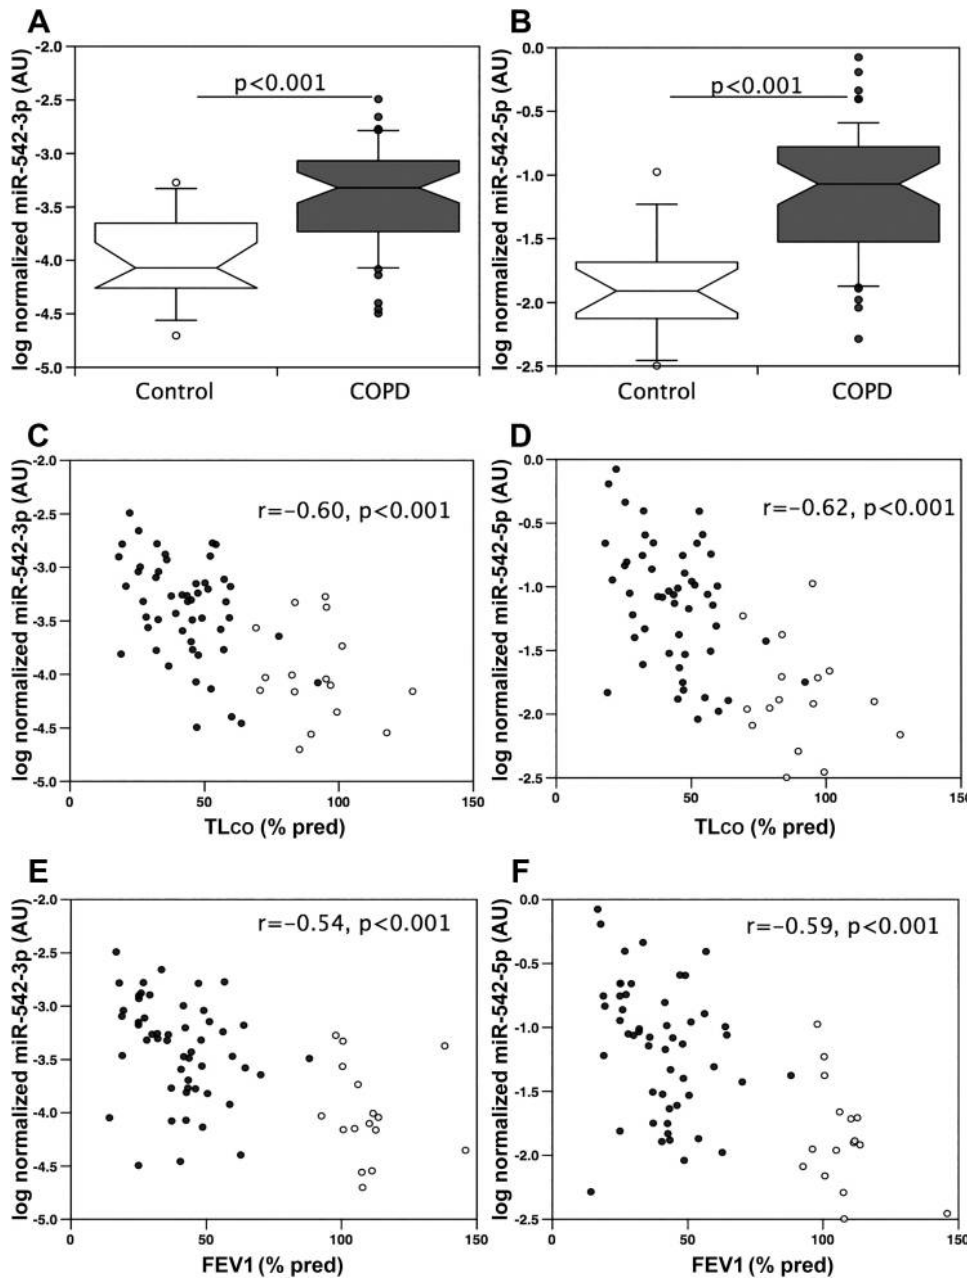 A
log normalized miR-542-3p (AU)
-2.0
-2.5
-3.0
-3.5
-4.0
-4.5
-5.0
p<0.001
Control
COPD
B
log normalized miR-542-5p (AU)
0.0
-0.5
-1.0
-1.5
-2.0
-2.5
p<0.001
Control
COPD
C
log normalized miR-542-3p (AU)
-2.0
-2.5
-3.0
-3.5
-4.0
-4.5
-5.0
r=−0.60, p<0.001
0
50
100
150
TLCO (% pred)
D
log normalized miR-542-5p (AU)
0.0
-0.5
-1.0
-1.5
-2.0
-2.5
r=−0.62, p<0.001
0
50
100
150
TLCO (% pred)
E
log normalized miR-542-3p (AU)
-2.0
-2.5
-3.0
-3.5
-4.0
-4.5
-5.0
r=−0.54, p<0.001
0
50
100
150
FEV1 (% pred)
F
log normalized miR-542-5p (AU)
0.0
-0.5
-1.0
-1.5
-2.0
-2.5
r=−0.59, p<0.001
0
50
100
150
FEV1 (% pred)